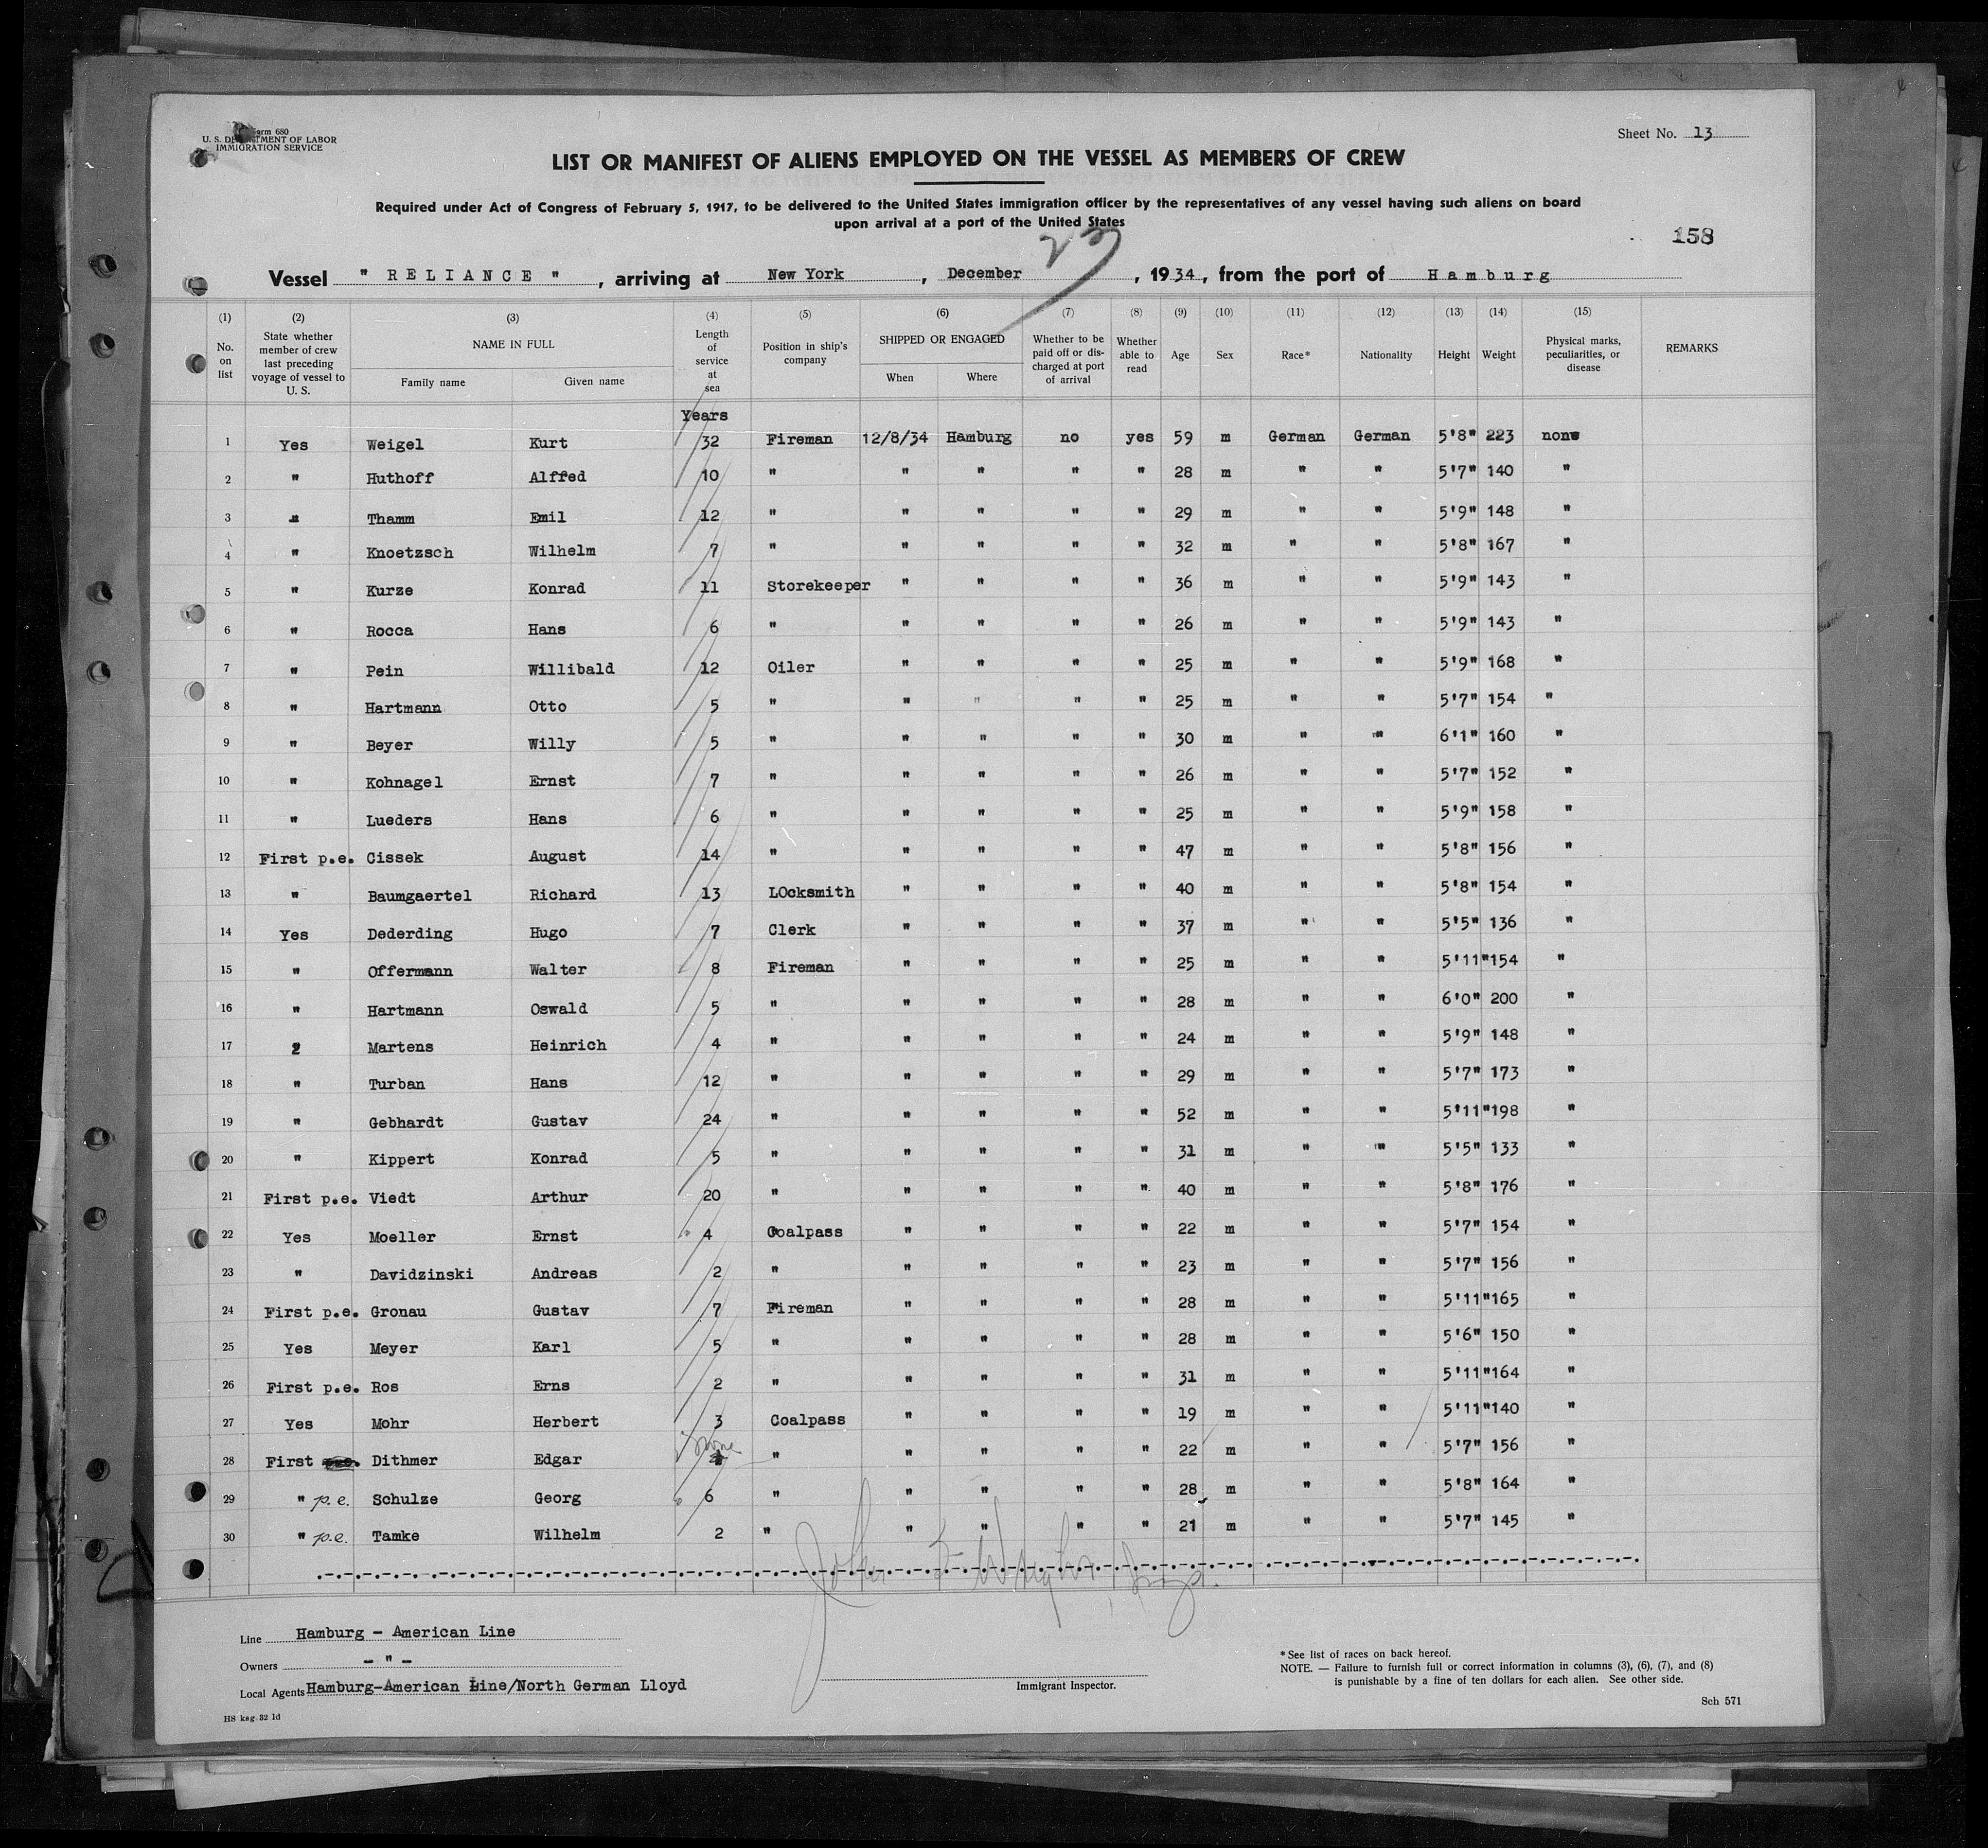 Form 680
U. S. DEPARTMENT OF LABOR
IMMIGRATION SERVICE
Sheet No. 13
LIST OR MANIFEST OF ALIENS EMPLOYED ON THE VESSEL AS MEMBERS OF CREW
Required under Act of Congress of February 5, 1917, to be delivered to the United States immigration officer by the representatives of any vessel having such aliens on board
upon arrival at a port of the United States
158
Vessel "RELIANCE", arriving at New York, December 23, 1934, from the port of Hamburg
(1) No. on list (2) State whether member of crew last preceding voyage of vessel to U. S. (3) NAME IN FULL Family name Given name (4) Length of service at sea (5) Position in ship's company (6) SHIPPED OR ENGAGED When Where (7) Whether to be paid off or discharged at port of arrival (8) Whether able to read (9) Age (10) Sex (11) Race* (12) Nationality (13) Height (14) Weight (15) Physical marks, peculiarities, or disease REMARKS
Years
1 Yes Weigel Kurt 32 Fireman 12/8/34 Hamburg no yes 59 m German German 5'8" 223 none
2 " Huthoff Alfred 10 " " " " " 28 m " " 5'7" 140 "
3 " Thamm Emil 12 " " " " " 29 m " " 5'9" 148 "
4 " Knoetzsch Wilhelm 7 " " " " " 32 m " " 5'8" 167 "
5 " Kurze Konrad 11 Storekeeper " " " " 36 m " " 5'9" 143 "
6 " Rocca Hans 6 " " " " " 26 m " " 5'9" 143 "
7 " Pein Willibald 12 Oiler " " " " 25 m " " 5'9" 168 "
8 " Hartmann Otto 5 " " " " " 25 m " " 5'7" 154 "
9 " Beyer Willy 5 " " " " " 30 m " " 6'1" 160 "
10 " Kohnagel Ernst 7 " " " " " 26 m " " 5'7" 152 "
11 " Lueders Hans 6 " " " " " 25 m " " 5'9" 158 "
12 First p.e. Cissek August 14 " " " " " 47 m " " 5'8" 156 "
13 " Baumgaertel Richard 13 LOcksmith " " " " 40 m " " 5'8" 154 "
14 Yes Dederding Hugo 7 Clerk " " " " 37 m " " 5'5" 136 "
15 " Offermann Walter 8 Fireman " " " " 25 m " " 5'11" 154 "
16 " Hartmann Oswald 5 " " " " " 28 m " " 6'0" 200 "
17 2 Martens Heinrich 4 " " " " " 24 m " " 5'9" 148 "
18 " Turban Hans 12 " " " " " 29 m " " 5'7" 173 "
19 " Gebhardt Gustav 24 " " " " " 52 m " " 5'11" 198 "
20 " Kippert Konrad 5 " " " " " 31 m " " 5'5" 133 "
21 First p.e. Viedt Arthur 20 " " " " " 40 m " " 5'8" 176 "
22 Yes Moeller Ernst 4 Coalpass " " " " 22 m " " 5'7" 154 "
23 " Davidzinski Andreas 2 " " " " " 23 m " " 5'7" 156 "
24 First p.e. Gronau Gustav 7 Fireman " " " " 28 m " " 5'11" 165 "
25 Yes Meyer Karl 5 " " " " " 28 m " " 5'6" 150 "
26 First p.e. Ros Erns 2 " " " " " 31 m " " 5'11" 164 "
27 Yes Mohr Herbert 3 Coalpass " " " " 19 m " " 5'11" 140 "
28 First Dithmer Edgar none " " " " " 22 m " " 5'7" 156 "
29 " p.e. Schulze Georg 6 " " " " " 28 m " " 5'8" 164 "
30 " p.e. Tamke Wilhelm 2 " " " " " 21 m " " 5'7" 145 "
Line Hamburg - American Line
Owners - " -
Local Agents Hamburg-American Line/North German Lloyd
Immigrant Inspector.
*See list of races on back hereof.
NOTE. — Failure to furnish full or correct information in columns (3), (6), (7), and (8)
is punishable by a fine of ten dollars for each alien. See other side.
Sch 571
HS kag. 32 1d